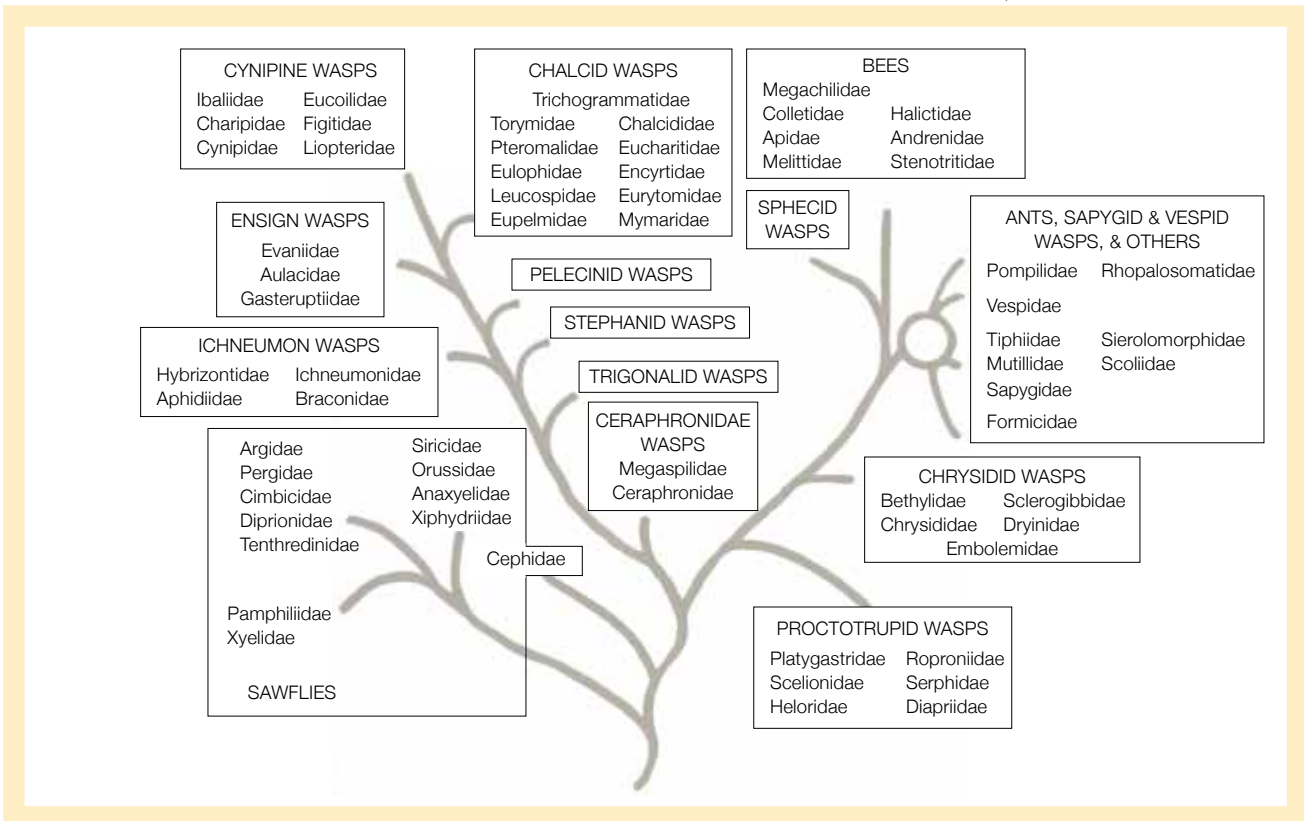 CYNIPINE WASPS
Ibaliidae Eucoilidae
Charipidae Figitidae
Cynipidae Liopteridae
CHALCID WASPS
Trichogrammatidae
Torymidae Chalcididae
Pteromalidae Eucharitidae
Eulophidae Encyrtidae
Leucospidae Eurytomidae
Eupelmidae Mymaridae
BEES
Megachilidae
Colletidae Halictidae
Apidae Andrenidae
Melittidae Stenotritidae
ENSIGN WASPS
Evaniidae
Aulacidae
Gasteruptiidae
SPHECID
WASPS
ANTS, SAPYGID & VESPID
WASPS, & OTHERS
Pompilidae Rhopalosomatidae
Vespidae
Tiphiidae Sierolomorphidae
Mutillidae Scoliidae
Sapygidae
Formicidae
PELECINID WASPS
STEPHANID WASPS
ICHNEUMON WASPS
Hybrizontidae Ichneumonidae
Aphidiidae Braconidae
TRIGONALID WASPS
CERAPHRONIDAE
WASPS
Megaspilidae
Ceraphronidae
Argidae Siricidae
Pergidae Orussidae
Cimbicidae Anaxyelidae
Diprionidae Xiphydriidae
Tenthredinidae
Cephidae
Pamphiliidae
Xyelidae
SAWFLIES
CHRYSIDID WASPS
Bethylidae Sclerogibbidae
Chrysididae Dryinidae
Embolemidae
PROCTOTRUPID WASPS
Platygastridae Roproniidae
Scelionidae Serphidae
Heloridae Diapriidae